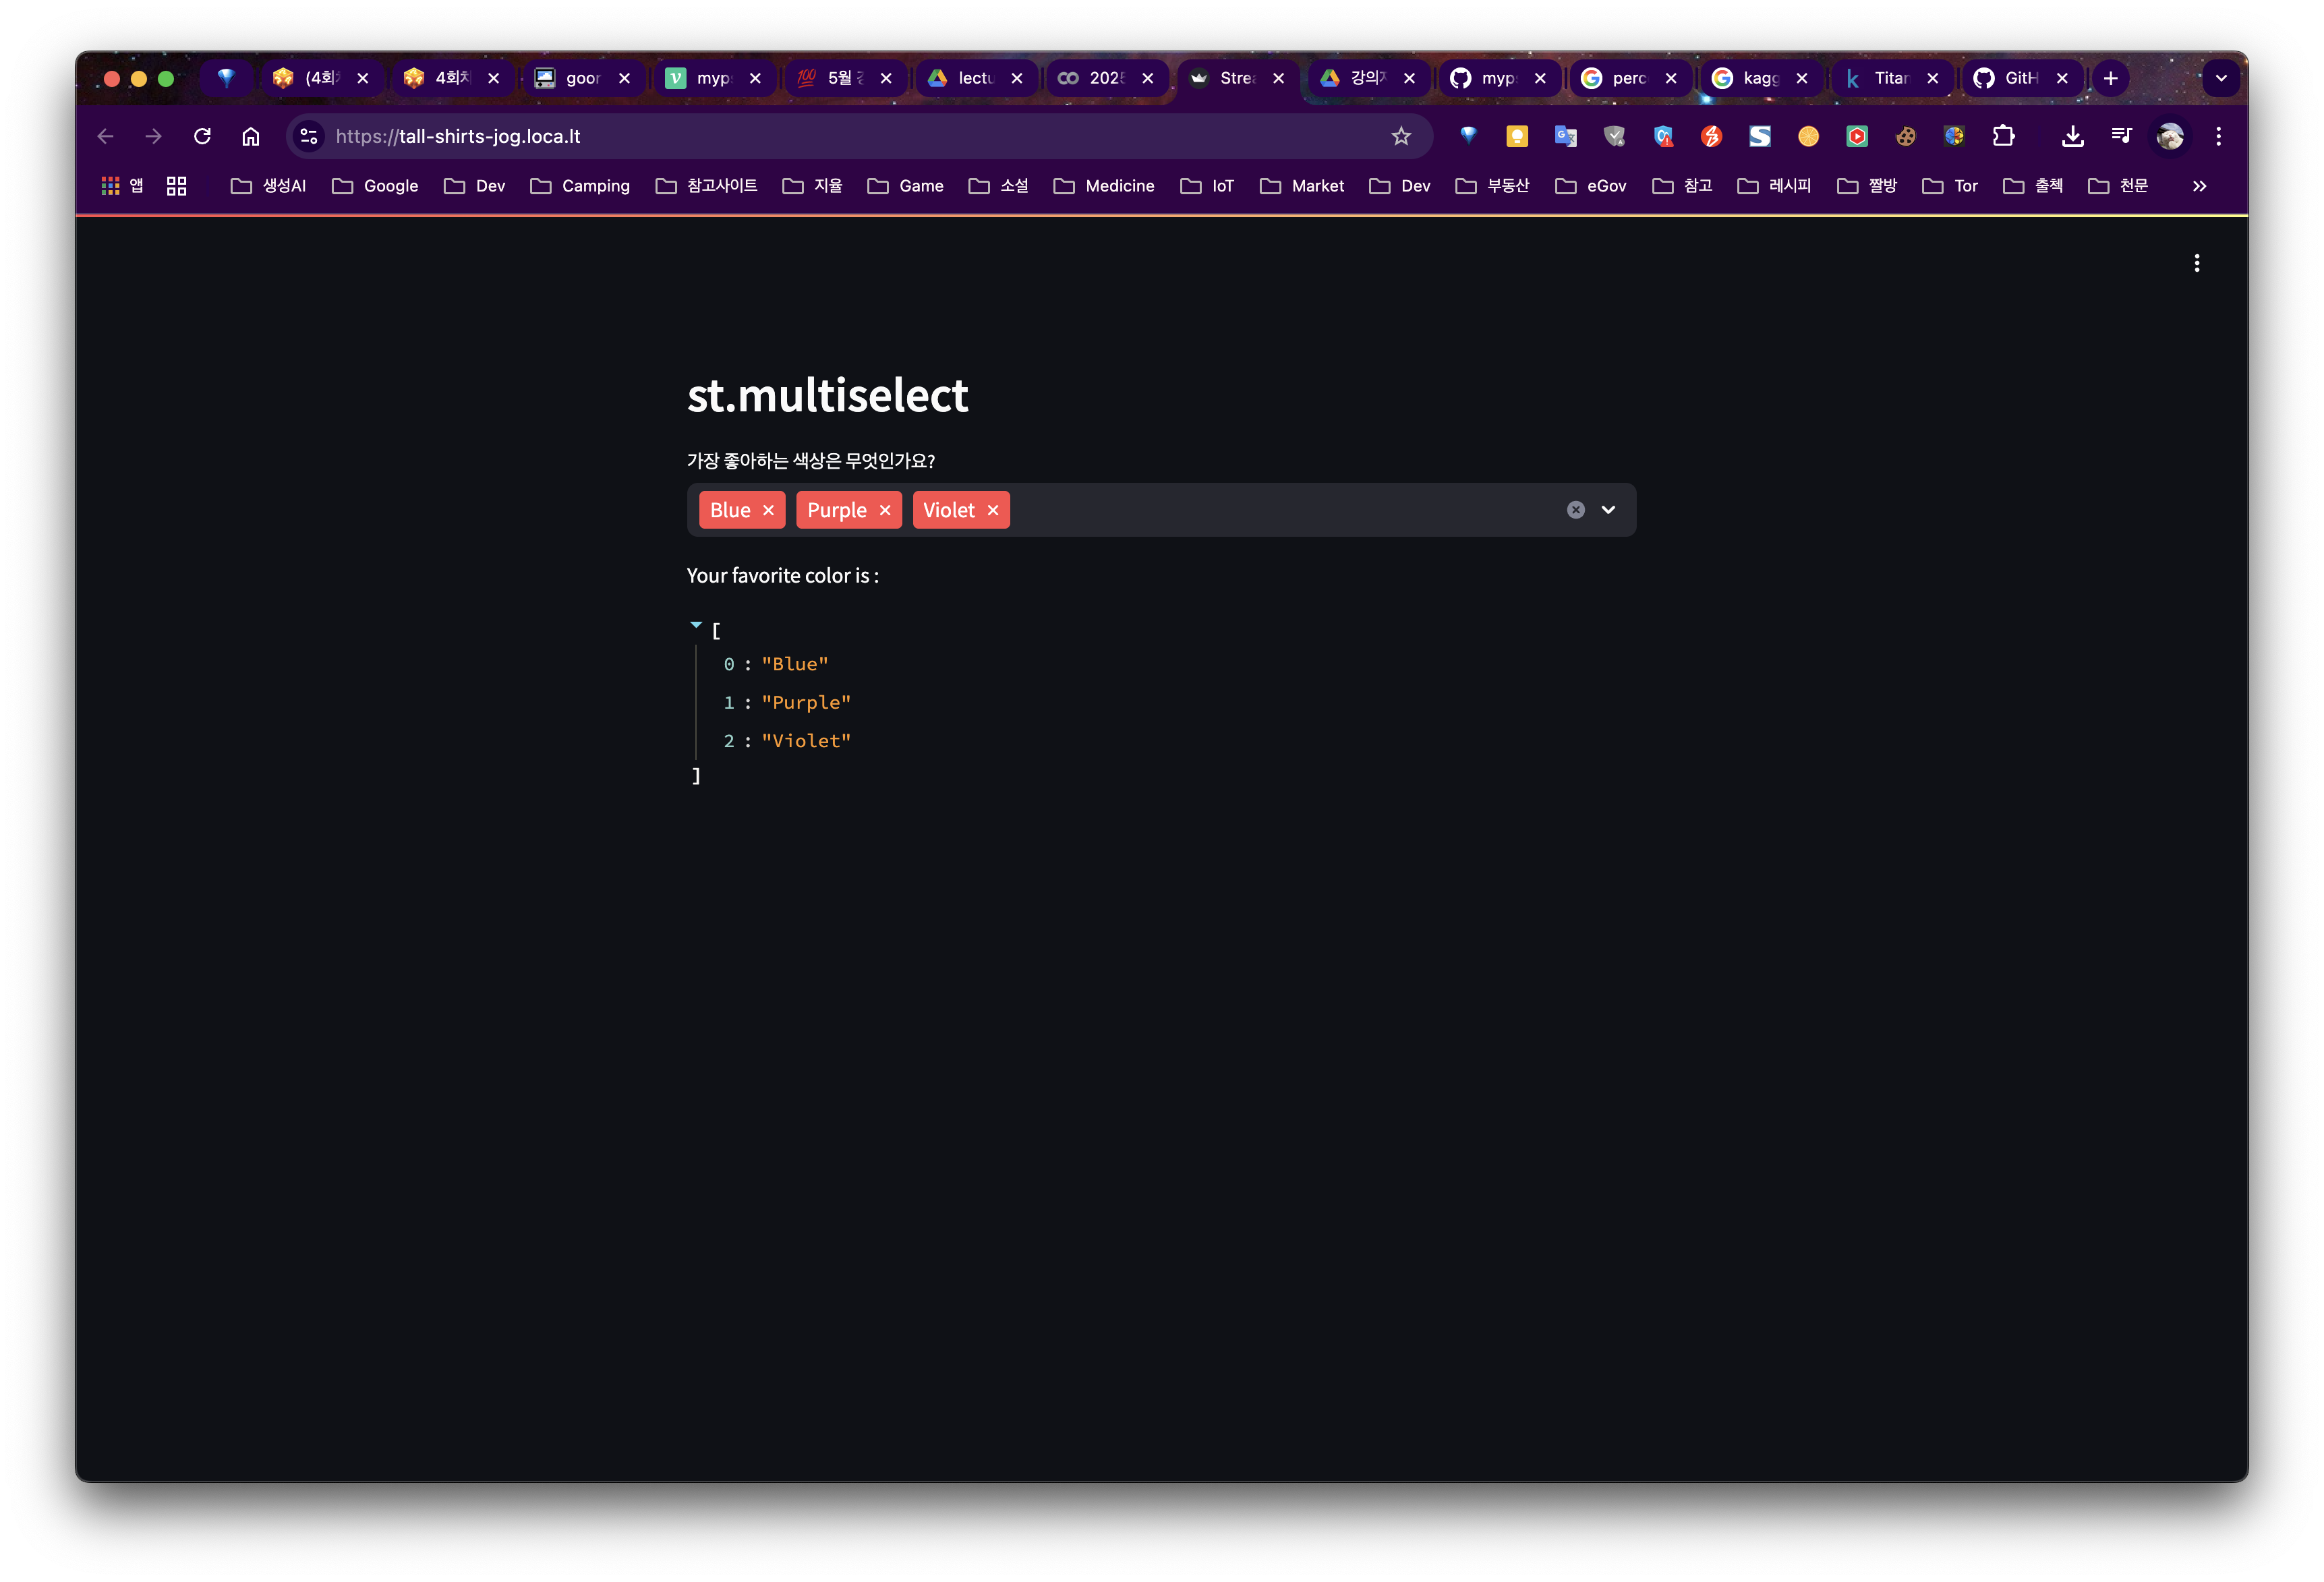 (4회 4회차 goor myp 5월 lectu 2025 Strea 강의 myp perc kagg Titan GitH
https://tall-shirts-jog.loca.lt
앱 생성AI Google Dev Camping 참고사이트 지율 Game 소설 Medicine IoT Market Dev 부동산 eGov 참고 레시피 짤방 Tor 출첵 천문
st.multiselect
가장 좋아하는 색상은 무엇인가요?
Blue Purple Violet
Your favorite color is :
[
0 : "Blue"
1 : "Purple"
2 : "Violet"
]